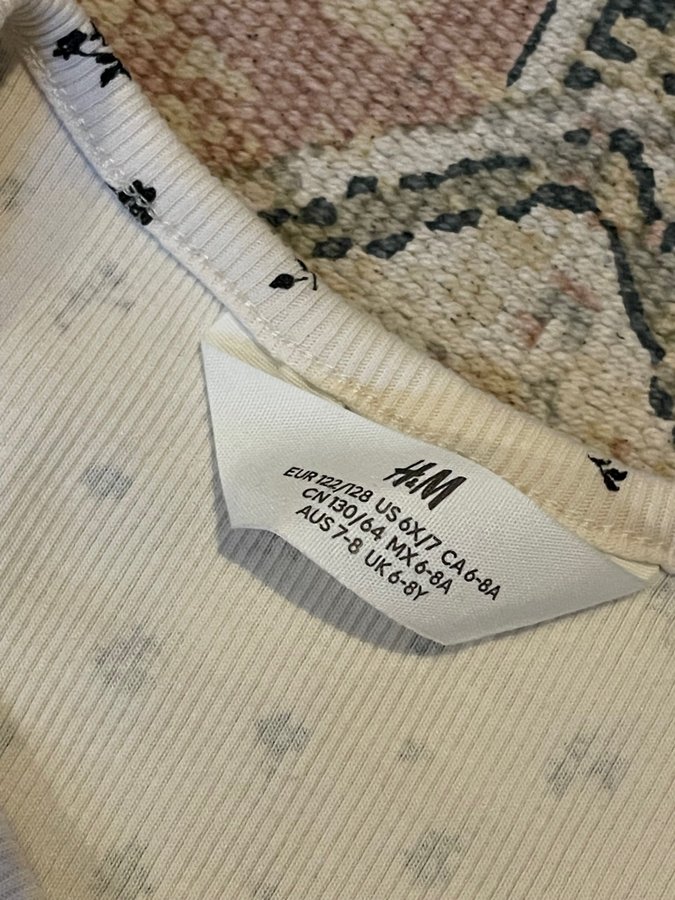 H&M
EUR 122/128 US 6X/7 CA 6-8A
CN 130/64 MX 6-8A
AUS 7-8 UK 6-8Y